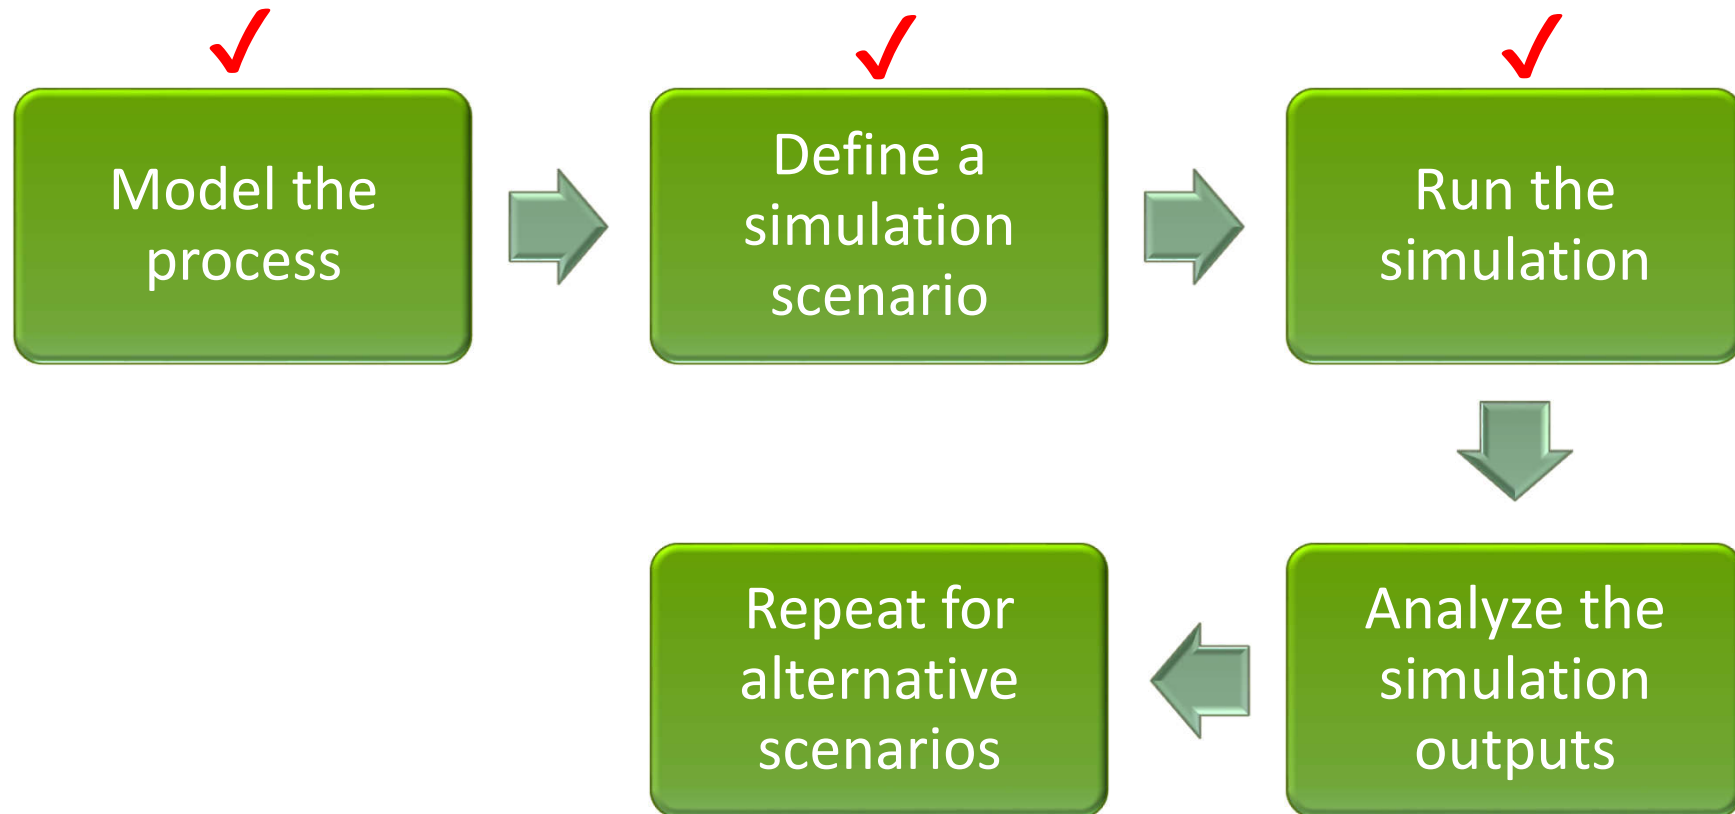 Model the
process
Define a
simulation
scenario
Run the
simulation
Analyze the
simulation
outputs
Repeat for
alternative
scenarios